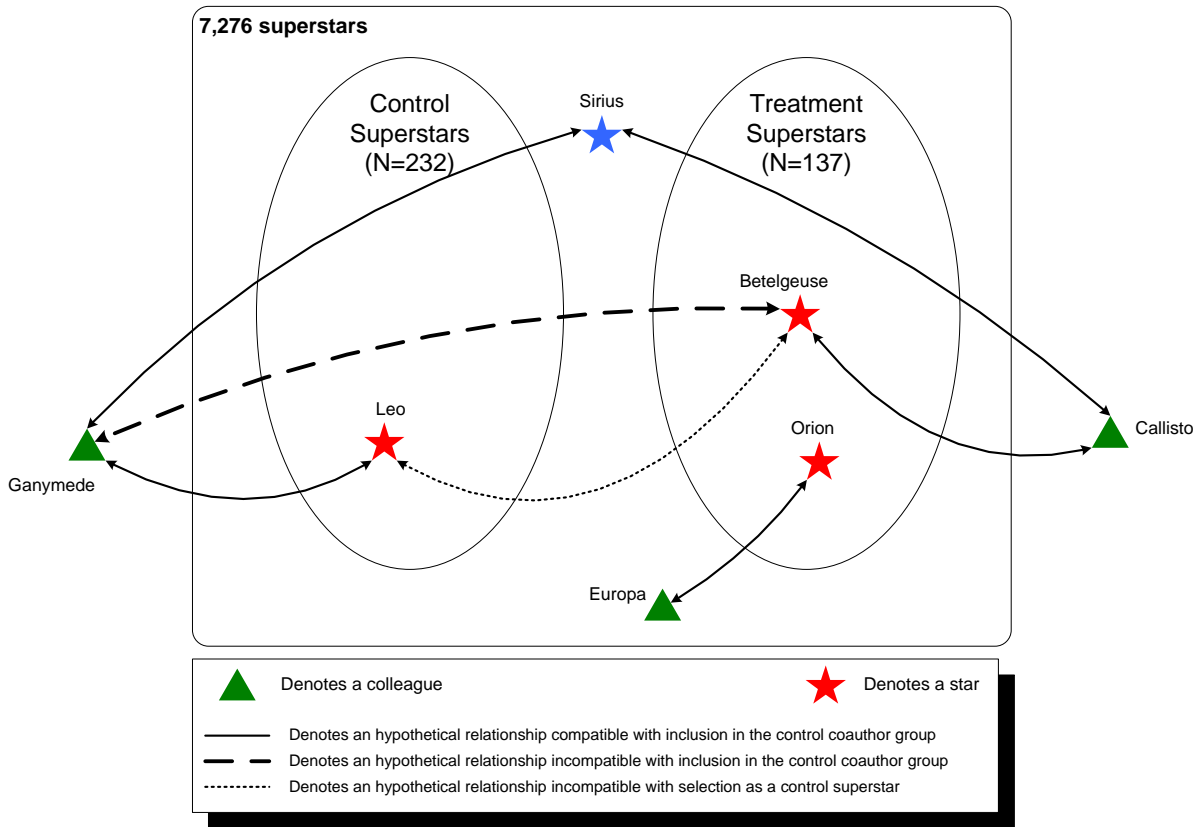 7,276 superstars
Control
Superstars
(N=232)
Sirius
Treatment
Superstars
(N=137)
Betelgeuse
Leo
Orion
Callisto
Ganymede
Europa
Denotes a colleague
Denotes a star
Denotes an hypothetical relationship compatible with inclusion in the control coauthor group
Denotes an hypothetical relationship incompatible with inclusion in the control coauthor group
Denotes an hypothetical relationship incompatible with selection as a control superstar